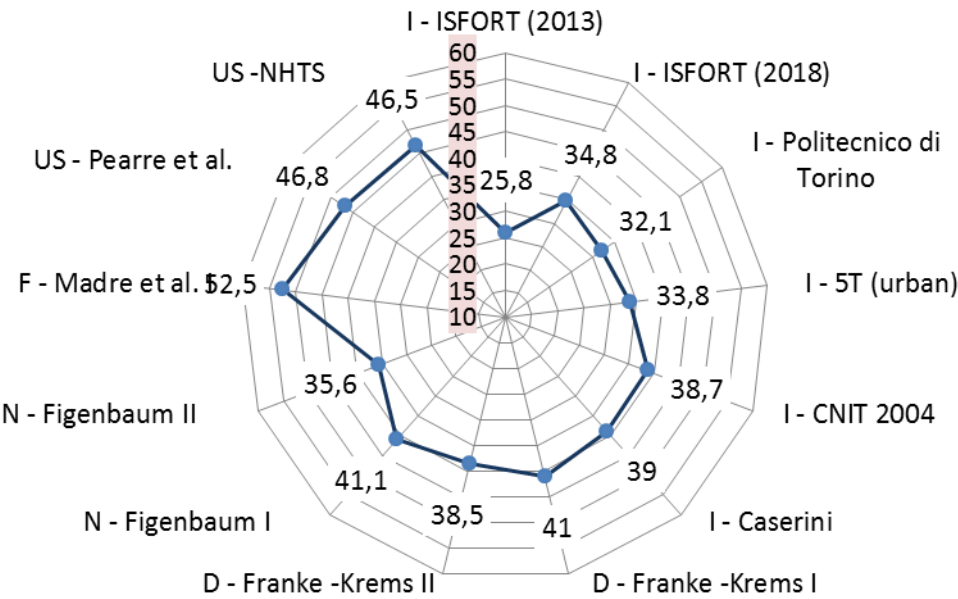 I - ISFORT (2013)
I - ISFORT (2018)
I - Politecnico di
Torino
I - 5T (urban)
I - CNIT 2004
I - Caserini
D - Franke -Krems I
D - Franke -Krems II
N - Figenbaum I
N - Figenbaum II
F - Madre et al.
US - Pearre et al.
US -NHTS
60
55
50
45
40
35
30
25
20
15
10
25,8
34,8
32,1
33,8
38,7
39
41
38,5
41,1
35,6
52,5
46,8
46,5